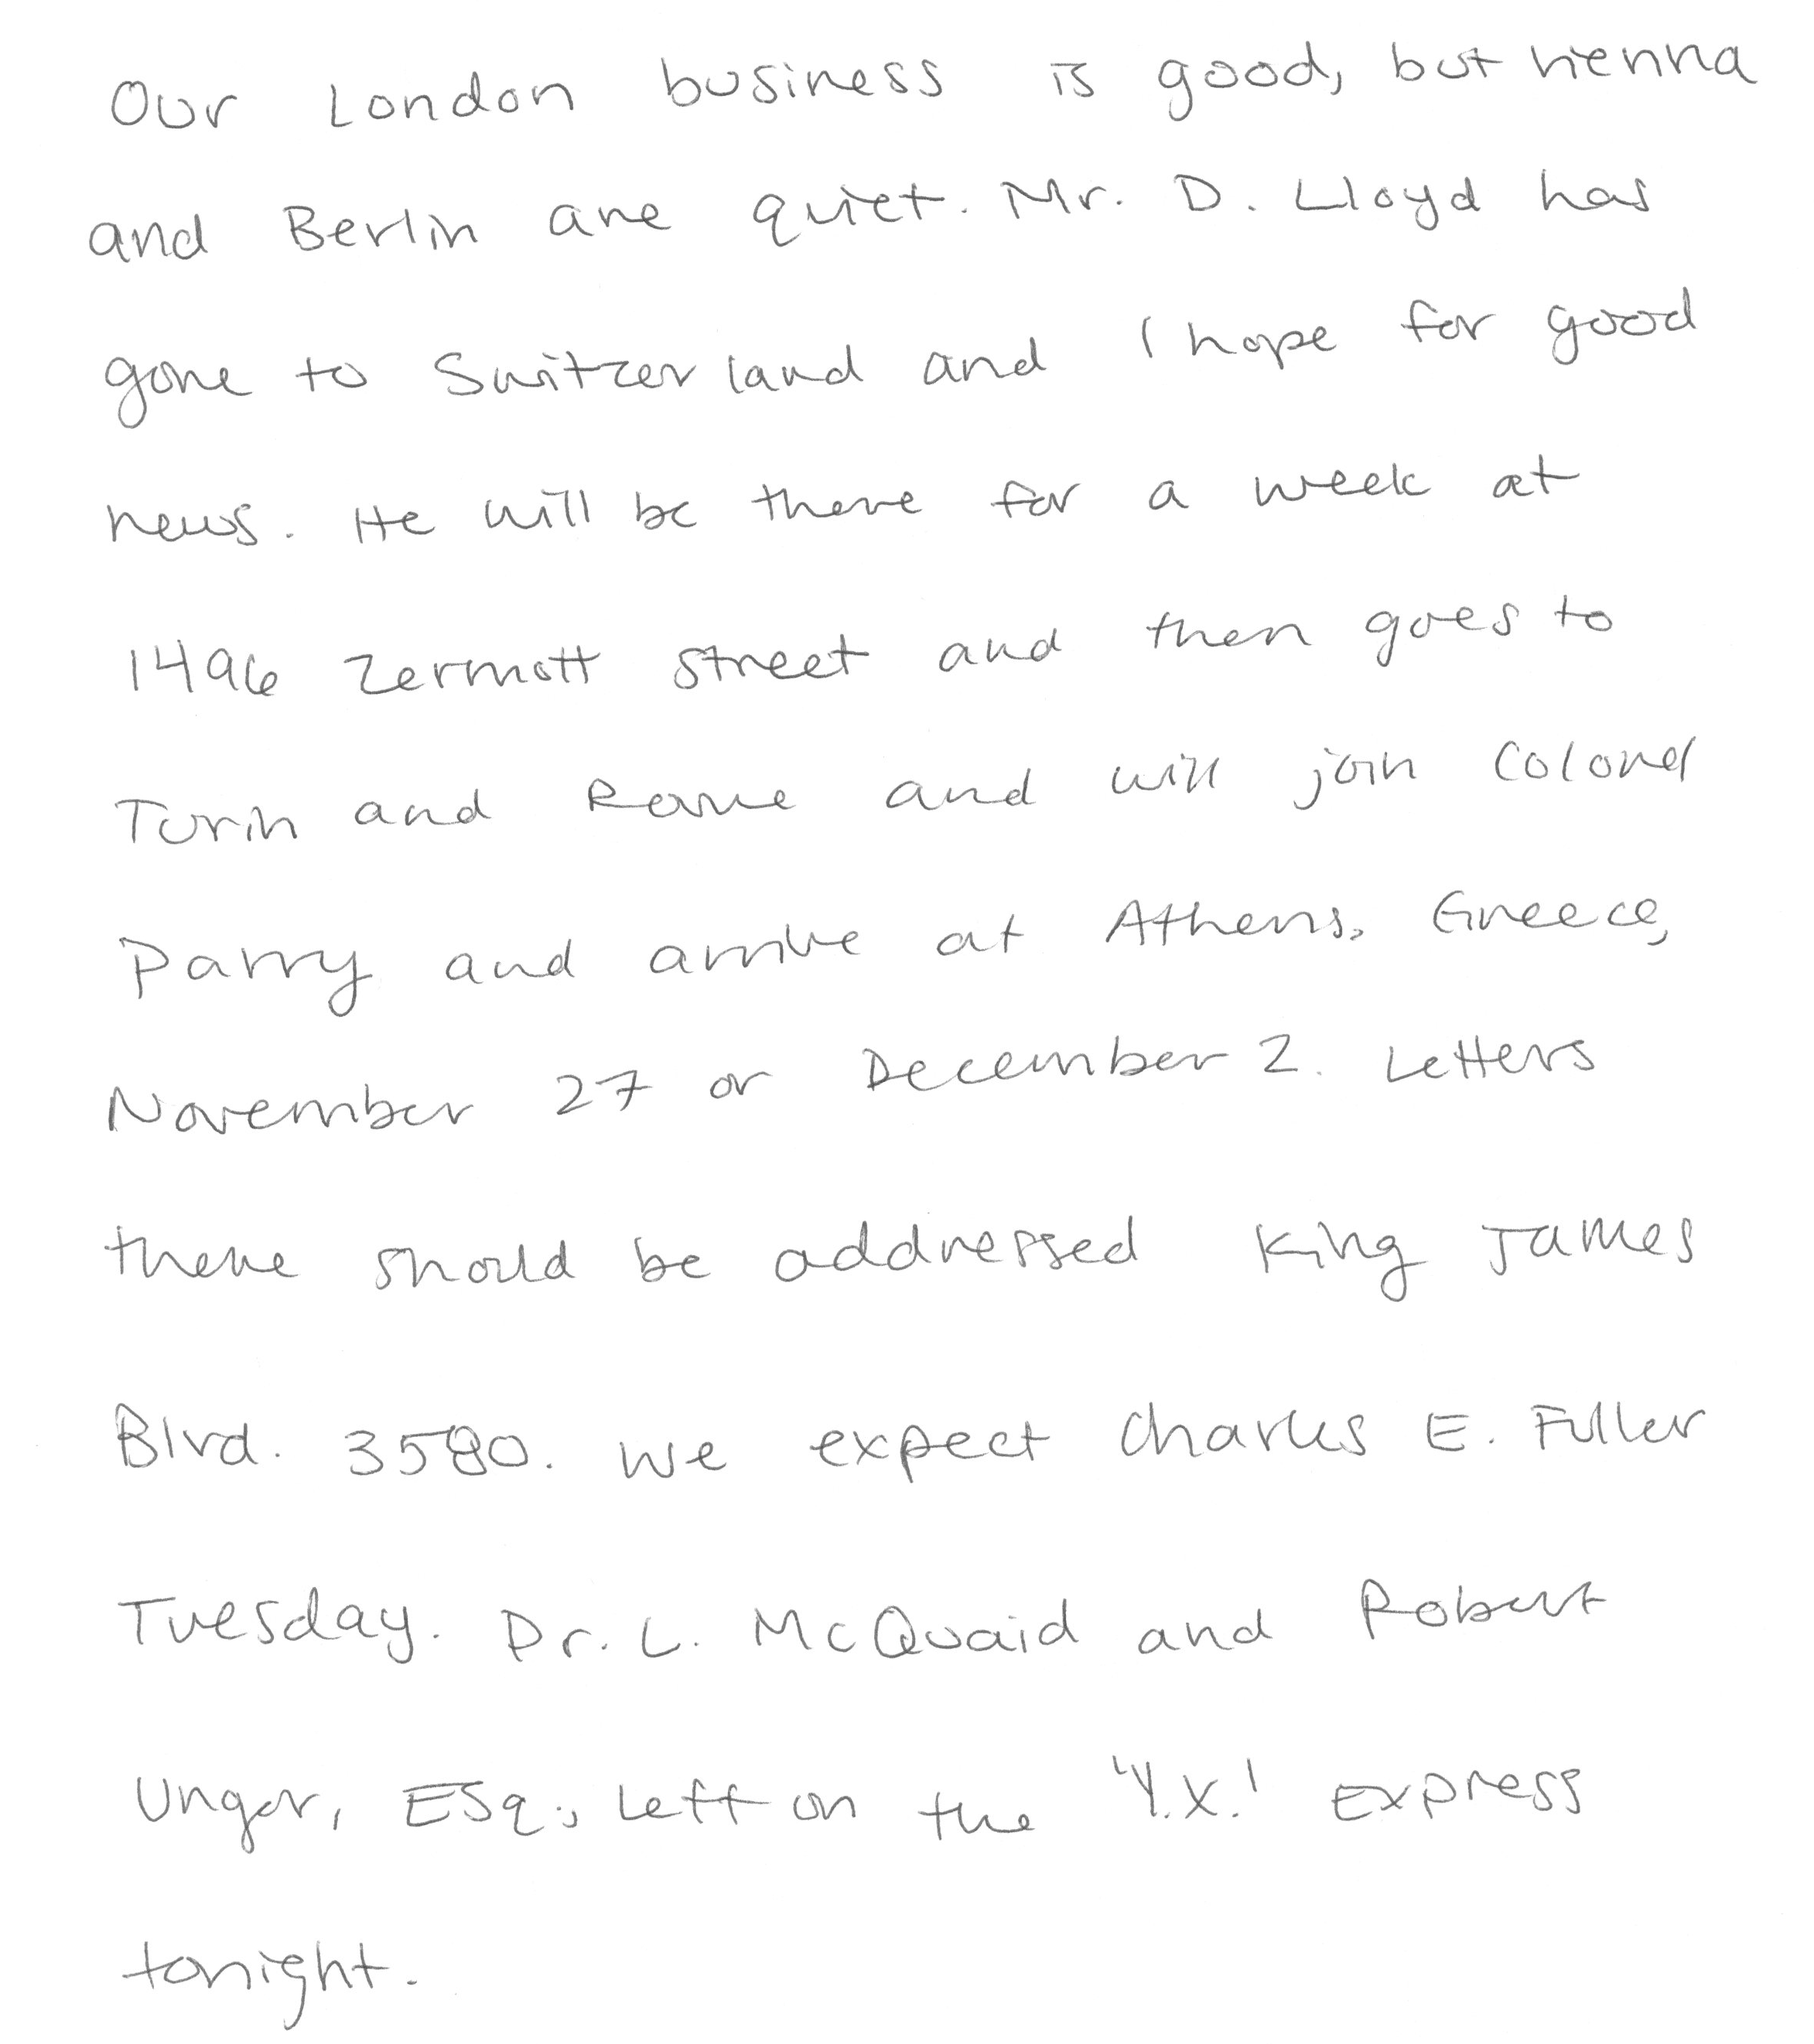 Our London business is good, but Vienna
and Berlin are quiet. Mr. D. Lloyd has
gone to Switzerland and I hope for good
news. He will be there for a week at
1496 Zermott street and then goes to
Turin and Rome and will join Colonel
Parry and arrive at Athens, Greece,
November 27 or December 2. Letters
there should be addressed King James
Blvd. 3580. We expect Charles E. Fuller
Tuesday. Dr. L. McQuaid and Robert
Unger, Esq., left on the 'Y.X.' Express
tonight.